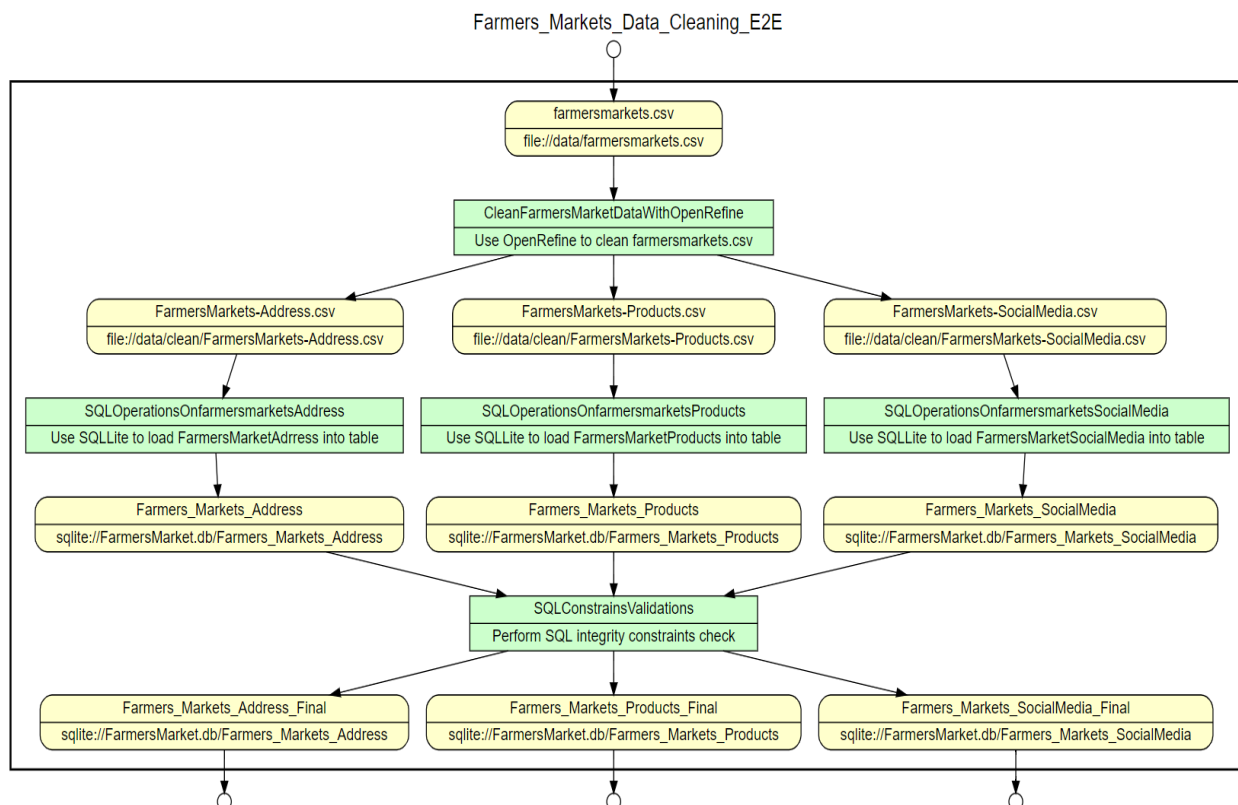 Farmers_Markets_Data_Cleaning_E2E
farmersmarkets.csv
file://data/farmersmarkets.csv
CleanFarmersMarketDataWithOpenRefine
Use OpenRefine to clean farmersmarkets.csv
FarmersMarkets-Address.csv
file://data/clean/FarmersMarkets-Address.csv
FarmersMarkets-Products.csv
file://data/clean/FarmersMarkets-Products.csv
FarmersMarkets-SocialMedia.csv
file://data/clean/FarmersMarkets-SocialMedia.csv
SQLOperationsOnfarmersmarketsAddress
Use SQLLite to load FarmersMarketAdrress into table
SQLOperationsOnfarmersmarketsProducts
Use SQLLite to load FarmersMarketProducts into table
SQLOperationsOnfarmersmarketsSocialMedia
Use SQLLite to load FarmersMarketSocialMedia into table
Farmers_Markets_Address
sqlite://FarmersMarket.db/Farmers_Markets_Address
Farmers_Markets_Products
sqlite://FarmersMarket.db/Farmers_Markets_Products
Farmers_Markets_SocialMedia
sqlite://FarmersMarket.db/Farmers_Markets_SocialMedia
SQLConstrainsValidations
Perform SQL integrity constraints check
Farmers_Markets_Address_Final
sqlite://FarmersMarket.db/Farmers_Markets_Address
Farmers_Markets_Products_Final
sqlite://FarmersMarket.db/Farmers_Markets_Products
Farmers_Markets_SocialMedia_Final
sqlite://FarmersMarket.db/Farmers_Markets_SocialMedia